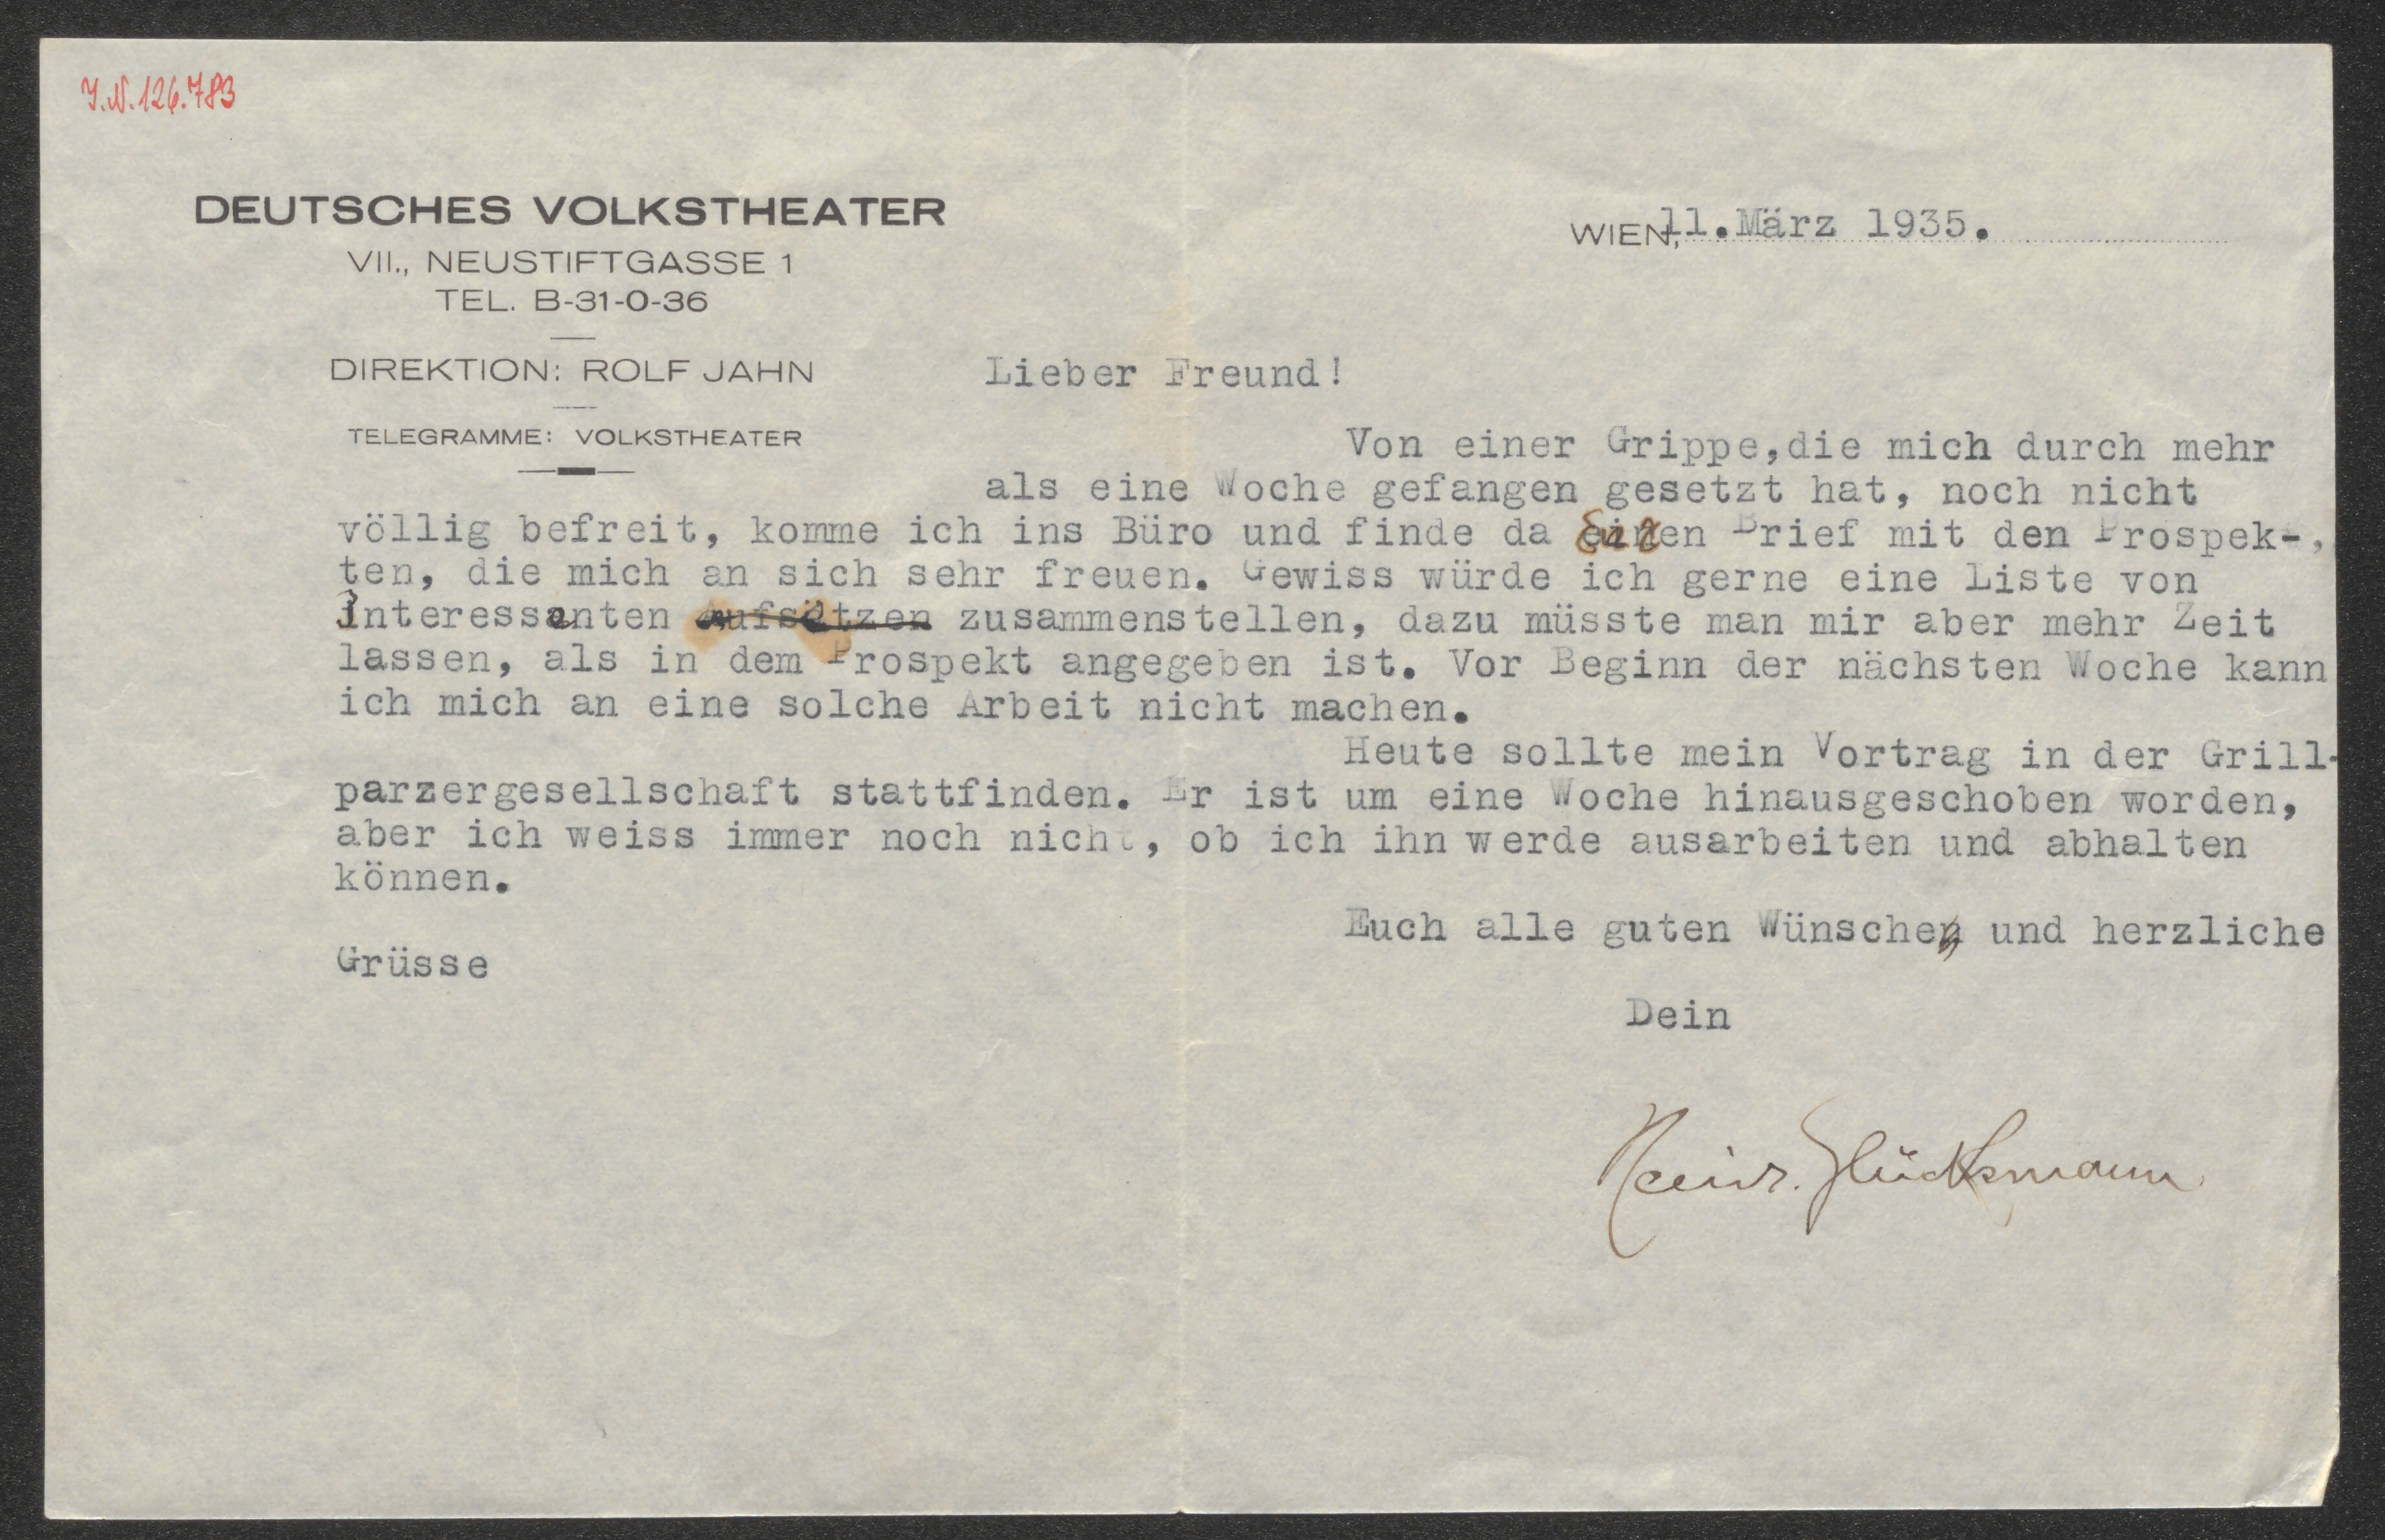 J.N. 126.783
DEUTSCHES VOLKSTHEATER
VII., NEUSTIFTGASSE 1
TEL. B-31-0-36
DIREKTION: ROLF JAHN
TELEGRAMME: VOLKSTHEATER
WIEN, 11.März 1935.
Lieber Freund!
Von einer Grippe,die mich durch mehr
als eine Woche gefangen gesetzt hat, noch nicht
völlig befreit, komme ich ins Büro und finde da Euren Brief mit den Prospek-,
ten, die mich an sich sehr freuen. Gewiss würde ich gerne eine Liste von
Interessenten aufsätzen zusammenstellen, dazu müsste man mir aber mehr Zeit
lassen, als in dem Prospekt angegeben ist. Vor Beginn der nächsten Woche kann
ich mich an eine solche Arbeit nicht machen.
Heute sollte mein Vortrag in der Grill-
parzergesellschaft stattfinden. Er ist um eine Woche hinausgeschoben worden,
aber ich weiss immer noch nicht, ob ich ihn werde ausarbeiten und abhalten
können.
Euch alle guten Wünsche und herzliche
Grüsse
Dein
Heinr. Glücksmann